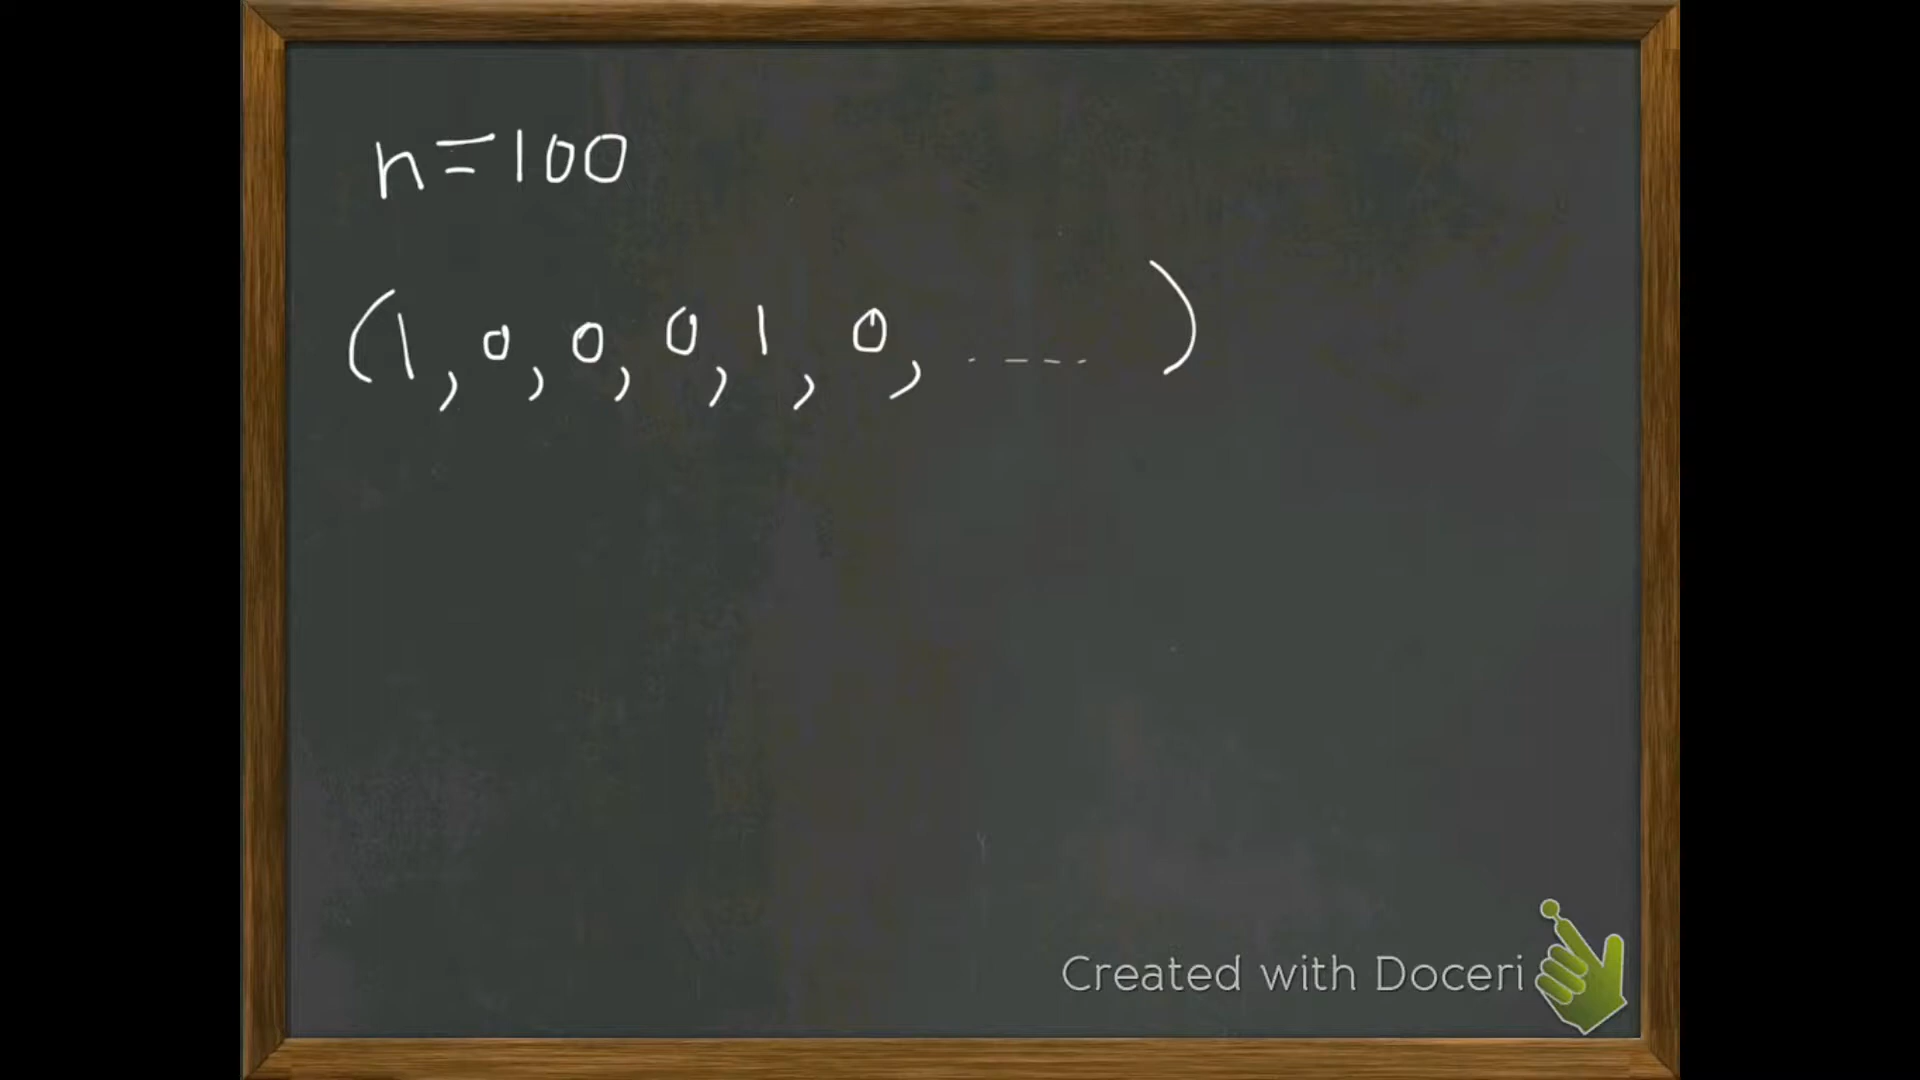 n=100
(1, 0, 0, 0, 1, 0, ----- )
Created with Doceri